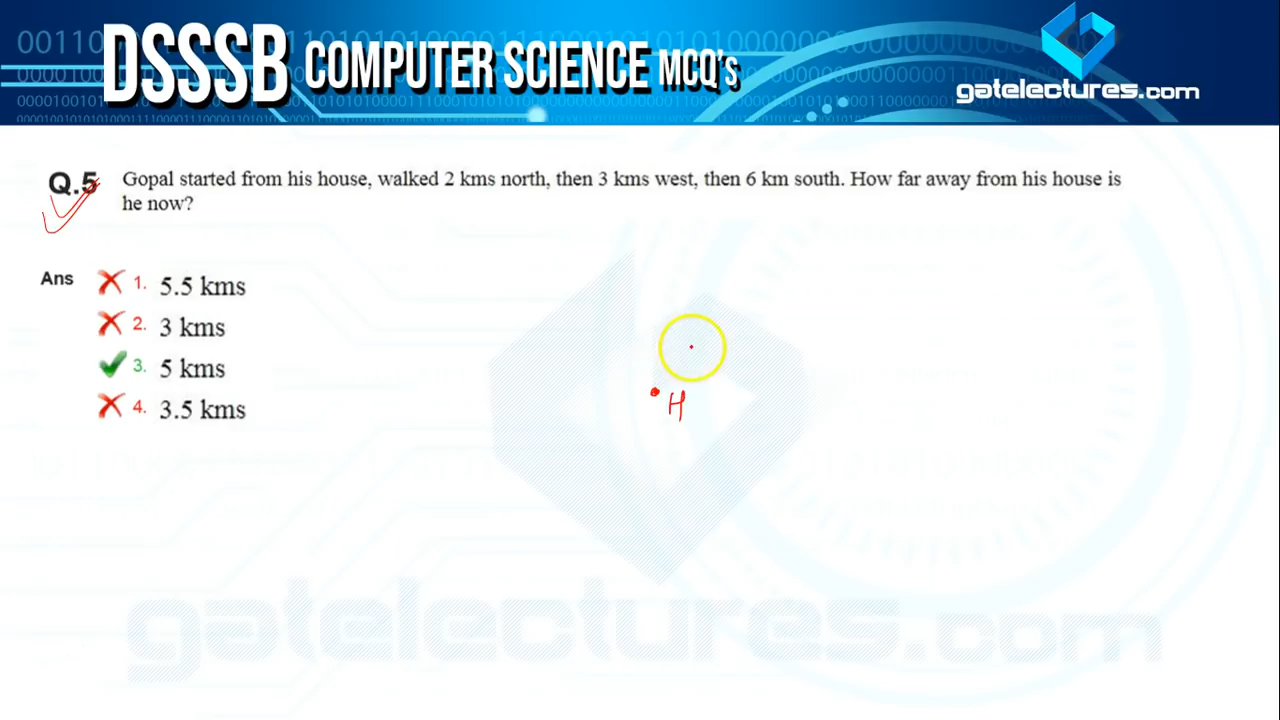 DSSSB COMPUTER SCIENCE MCQ's
gatelectures.com
Q.5 Gopal started from his house, walked 2 kms north, then 3 kms west, then 6 km south. How far away from his house is
he now?
Ans 1. 5.5 kms
2. 3 kms
3. 5 kms
4. 3.5 kms
H
gatelectures.com